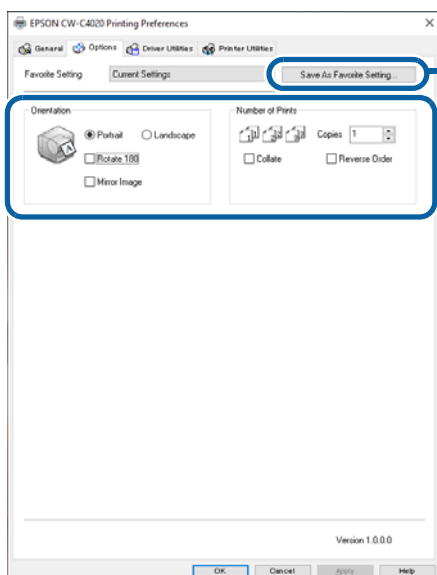 EPSON CW-C4020 Printing Preferences
General Options Driver Utilities Printer Utilities
Favorite Setting Current Settings Save As Favorite Setting...
Orientation
Portrait Landscape
Rotate 180
Mirror Image
Number of Prints
Copies 1
Collate Reverse Order
Version 1.0.0.0
OK Cancel Apply Help